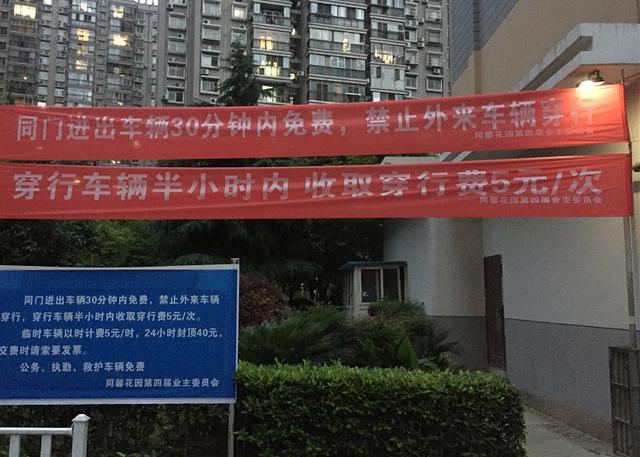 同门进出车辆30分钟内免费，禁止外来车辆穿行
同馨花园第四届业主委员会
穿行车辆半小时内 收取穿行费5元/次
同馨花园第四届业主委员会
同门进出车辆30分钟内免费，禁止外来车辆
穿行，穿行车辆半小时内收取穿行费5元/次。
临时车辆以时计费5元/时，24小时封顶40元，
交费时请索要发票。
公务、执勤、救护车辆免费
同馨花园第四届业主委员会